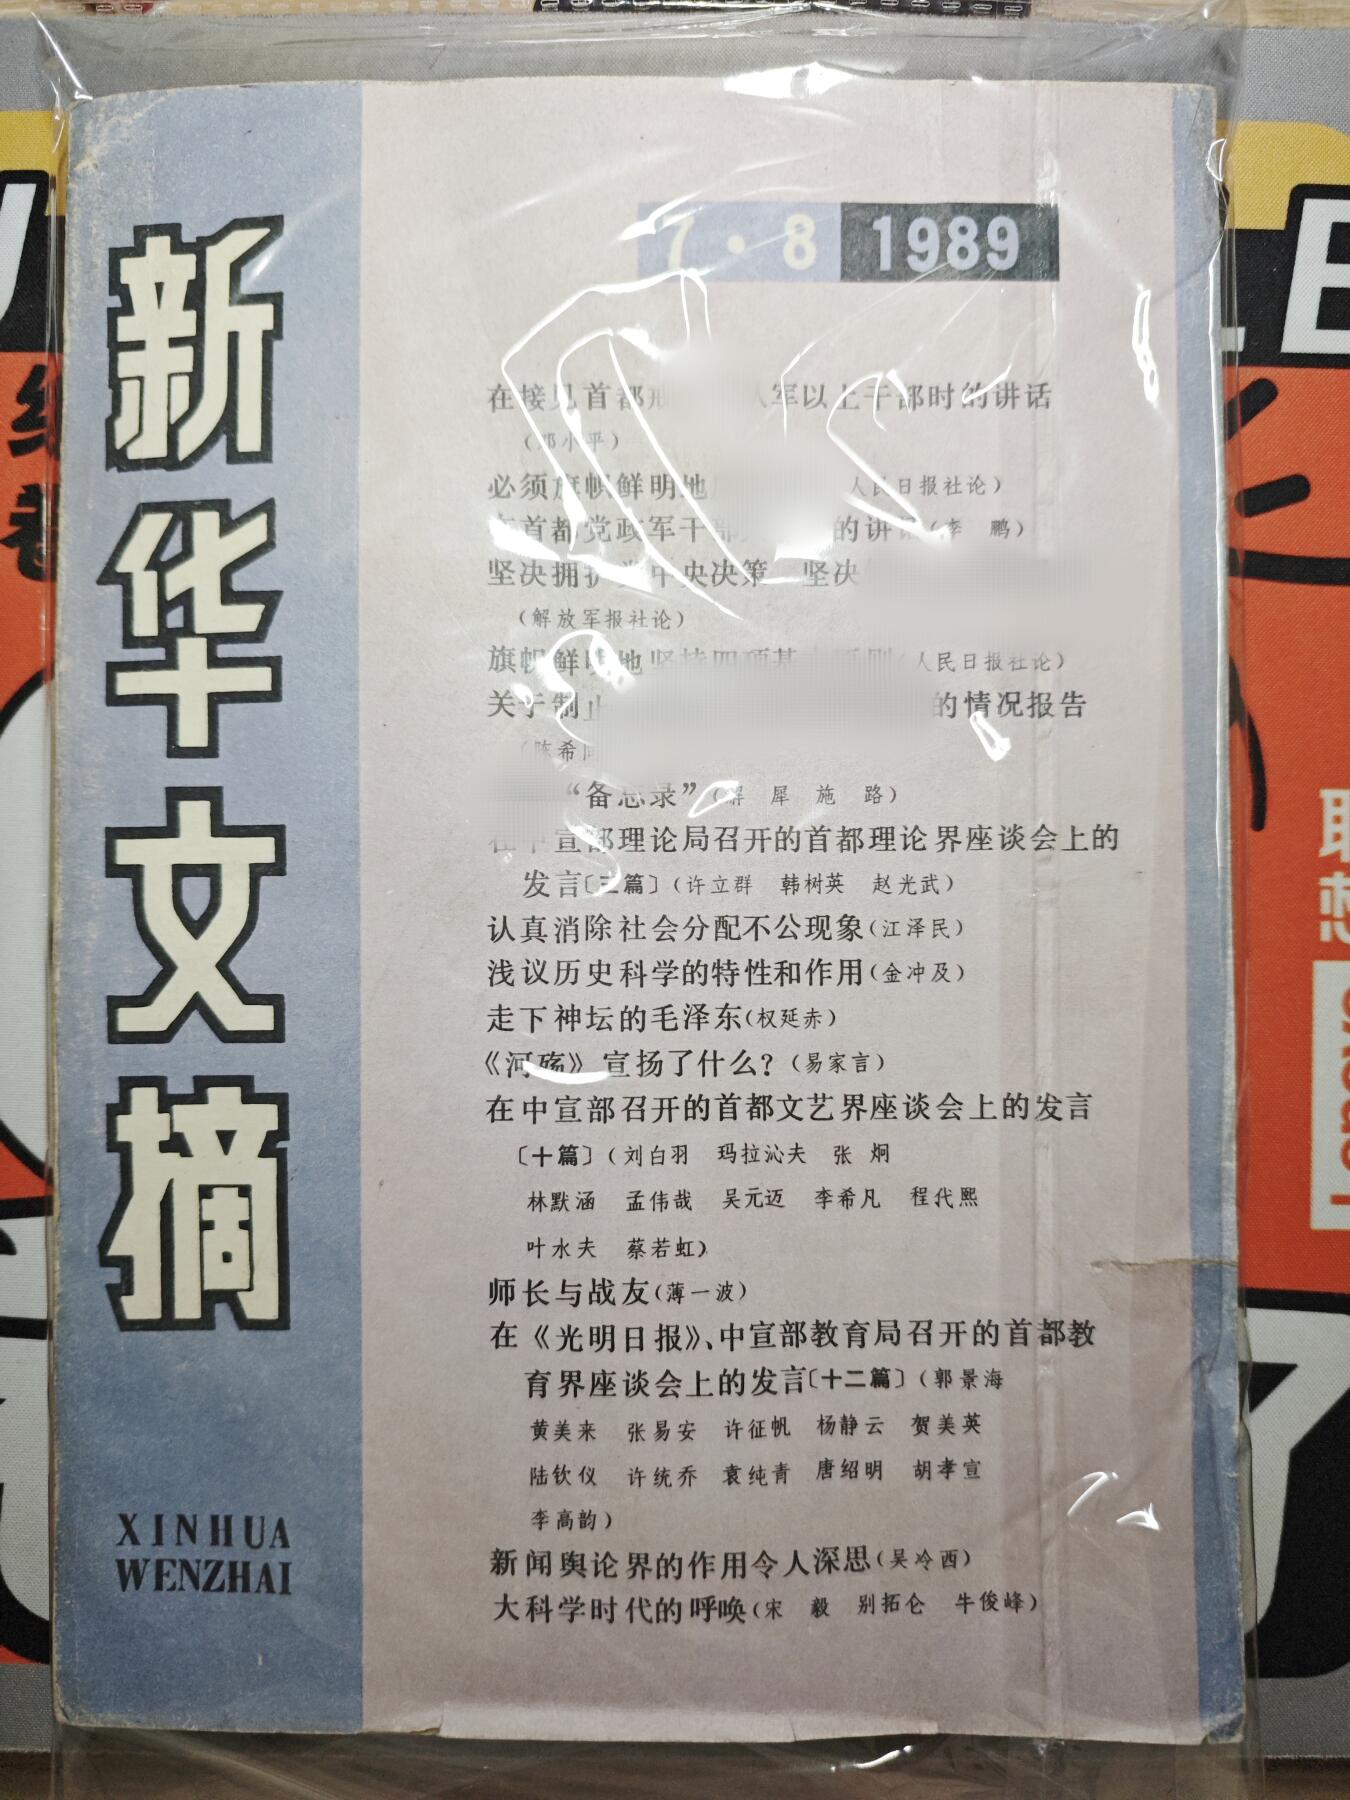 新华文摘
XINHUA
WENZHAI
7·8 1989
在接见首都戒 军以上干部时的讲话
(邓小平)
必须旗帜鲜明地 人民日报社论)
首都党政军干部 的讲话(李 鹏)
坚决拥护党中央决策 坚决
(解放军报社论)
旗帜鲜明地坚持四项基本原则(人民日报社论)
关于制止 的情况报告
(陈希同
“备忘录”( 犀 施 路)
在中宣部理论局召开的首都理论界座谈会上的
发言〔三篇〕(许立群 韩树英 赵光武)
认真消除社会分配不公现象(江泽民)
浅议历史科学的特性和作用(金冲及)
走下神坛的毛泽东(权延赤)
《河殇》宣扬了什么?(易家言)
在中宣部召开的首都文艺界座谈会上的发言
〔十篇〕(刘白羽 玛拉沁夫 张 炯
林默涵 孟伟哉 吴元迈 李希凡 程代熙
叶水夫 蔡若虹)
师长与战友(薄一波)
在《光明日报》、中宣部教育局召开的首都教
育界座谈会上的发言〔十二篇〕(郭景海
黄美来 张易安 许征帆 杨静云 贺美英
陆钦仪 许统乔 袁纯青 唐绍明 胡孝宣
李高韵)
新闻舆论界的作用令人深思(吴冷西)
大科学时代的呼唤(宋 毅 别拓仑 牛俊峰)